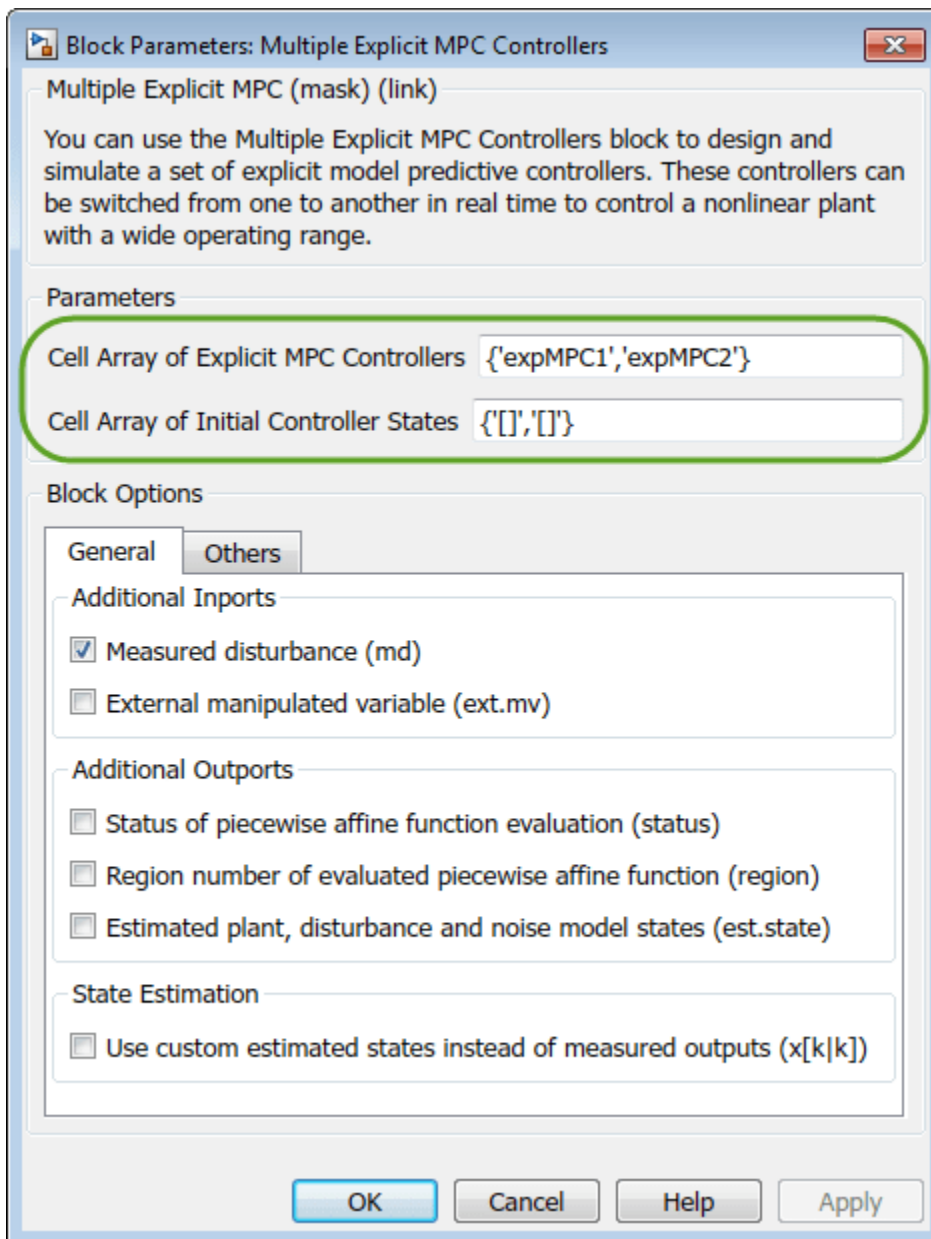 Block Parameters: Multiple Explicit MPC Controllers
Multiple Explicit MPC (mask) (link)
You can use the Multiple Explicit MPC Controllers block to design and
simulate a set of explicit model predictive controllers. These controllers can
be switched from one to another in real time to control a nonlinear plant
with a wide operating range.
Parameters
Cell Array of Explicit MPC Controllers {'expMPC1','expMPC2'}
Cell Array of Initial Controller States {'[]','[]'}
Block Options
General Others
Additional Inports
Measured disturbance (md)
External manipulated variable (ext.mv)
Additional Outports
Status of piecewise affine function evaluation (status)
Region number of evaluated piecewise affine function (region)
Estimated plant, disturbance and noise model states (est.state)
State Estimation
Use custom estimated states instead of measured outputs (x[k|k])
OK Cancel Help Apply